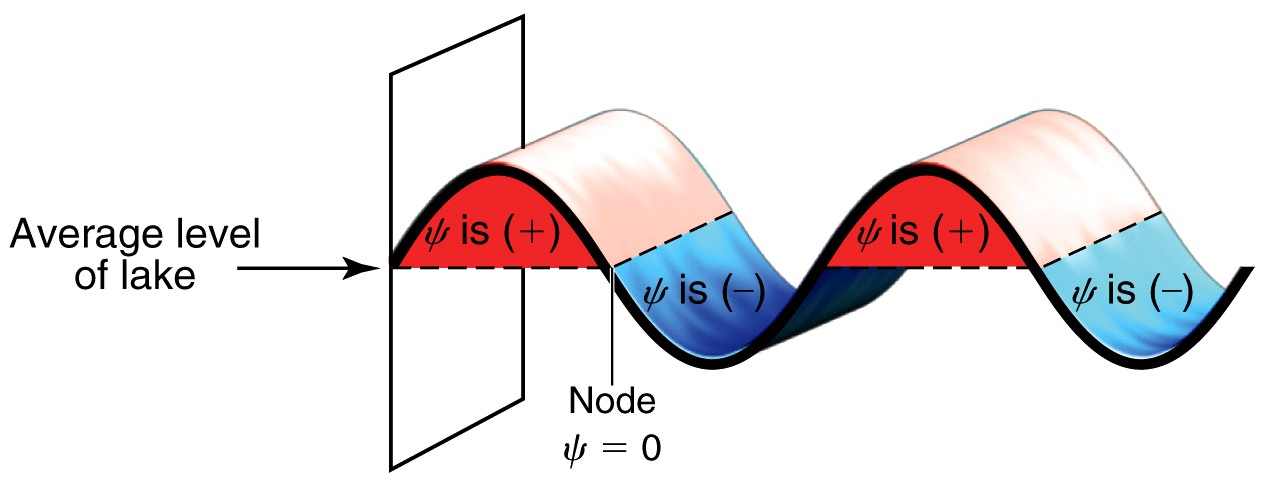 Average level
of lake
ψ is (+)
ψ is (–)
ψ is (+)
ψ is (–)
Node
ψ = 0